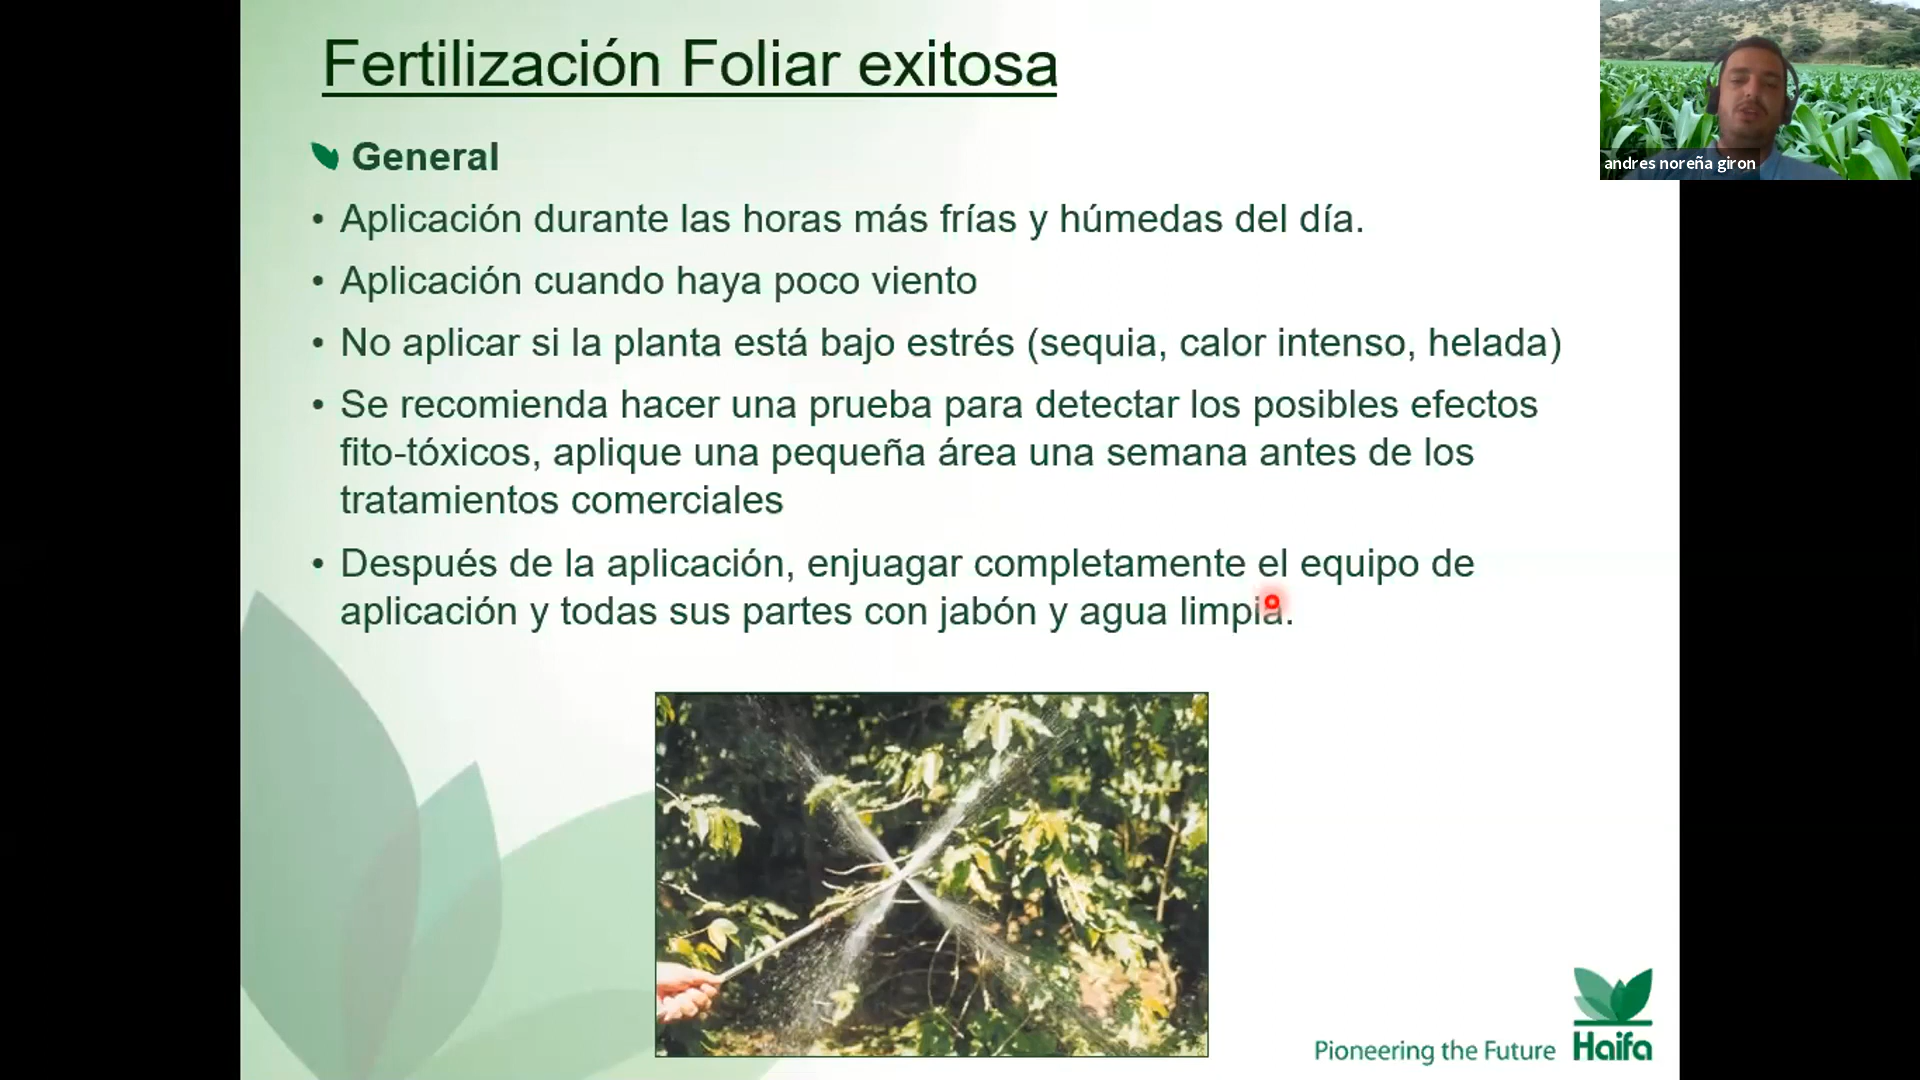 Fertilización Foliar exitosa
General
• Aplicación durante las horas más frías y húmedas del día.
• Aplicación cuando haya poco viento
• No aplicar si la planta está bajo estrés (sequia, calor intenso, helada)
• Se recomienda hacer una prueba para detectar los posibles efectos
fito-tóxicos, aplique una pequeña área una semana antes de los
tratamientos comerciales
• Después de la aplicación, enjuagar completamente el equipo de
aplicación y todas sus partes con jabón y agua limpia.
andres noreña giron
Pioneering the Future
Haifa